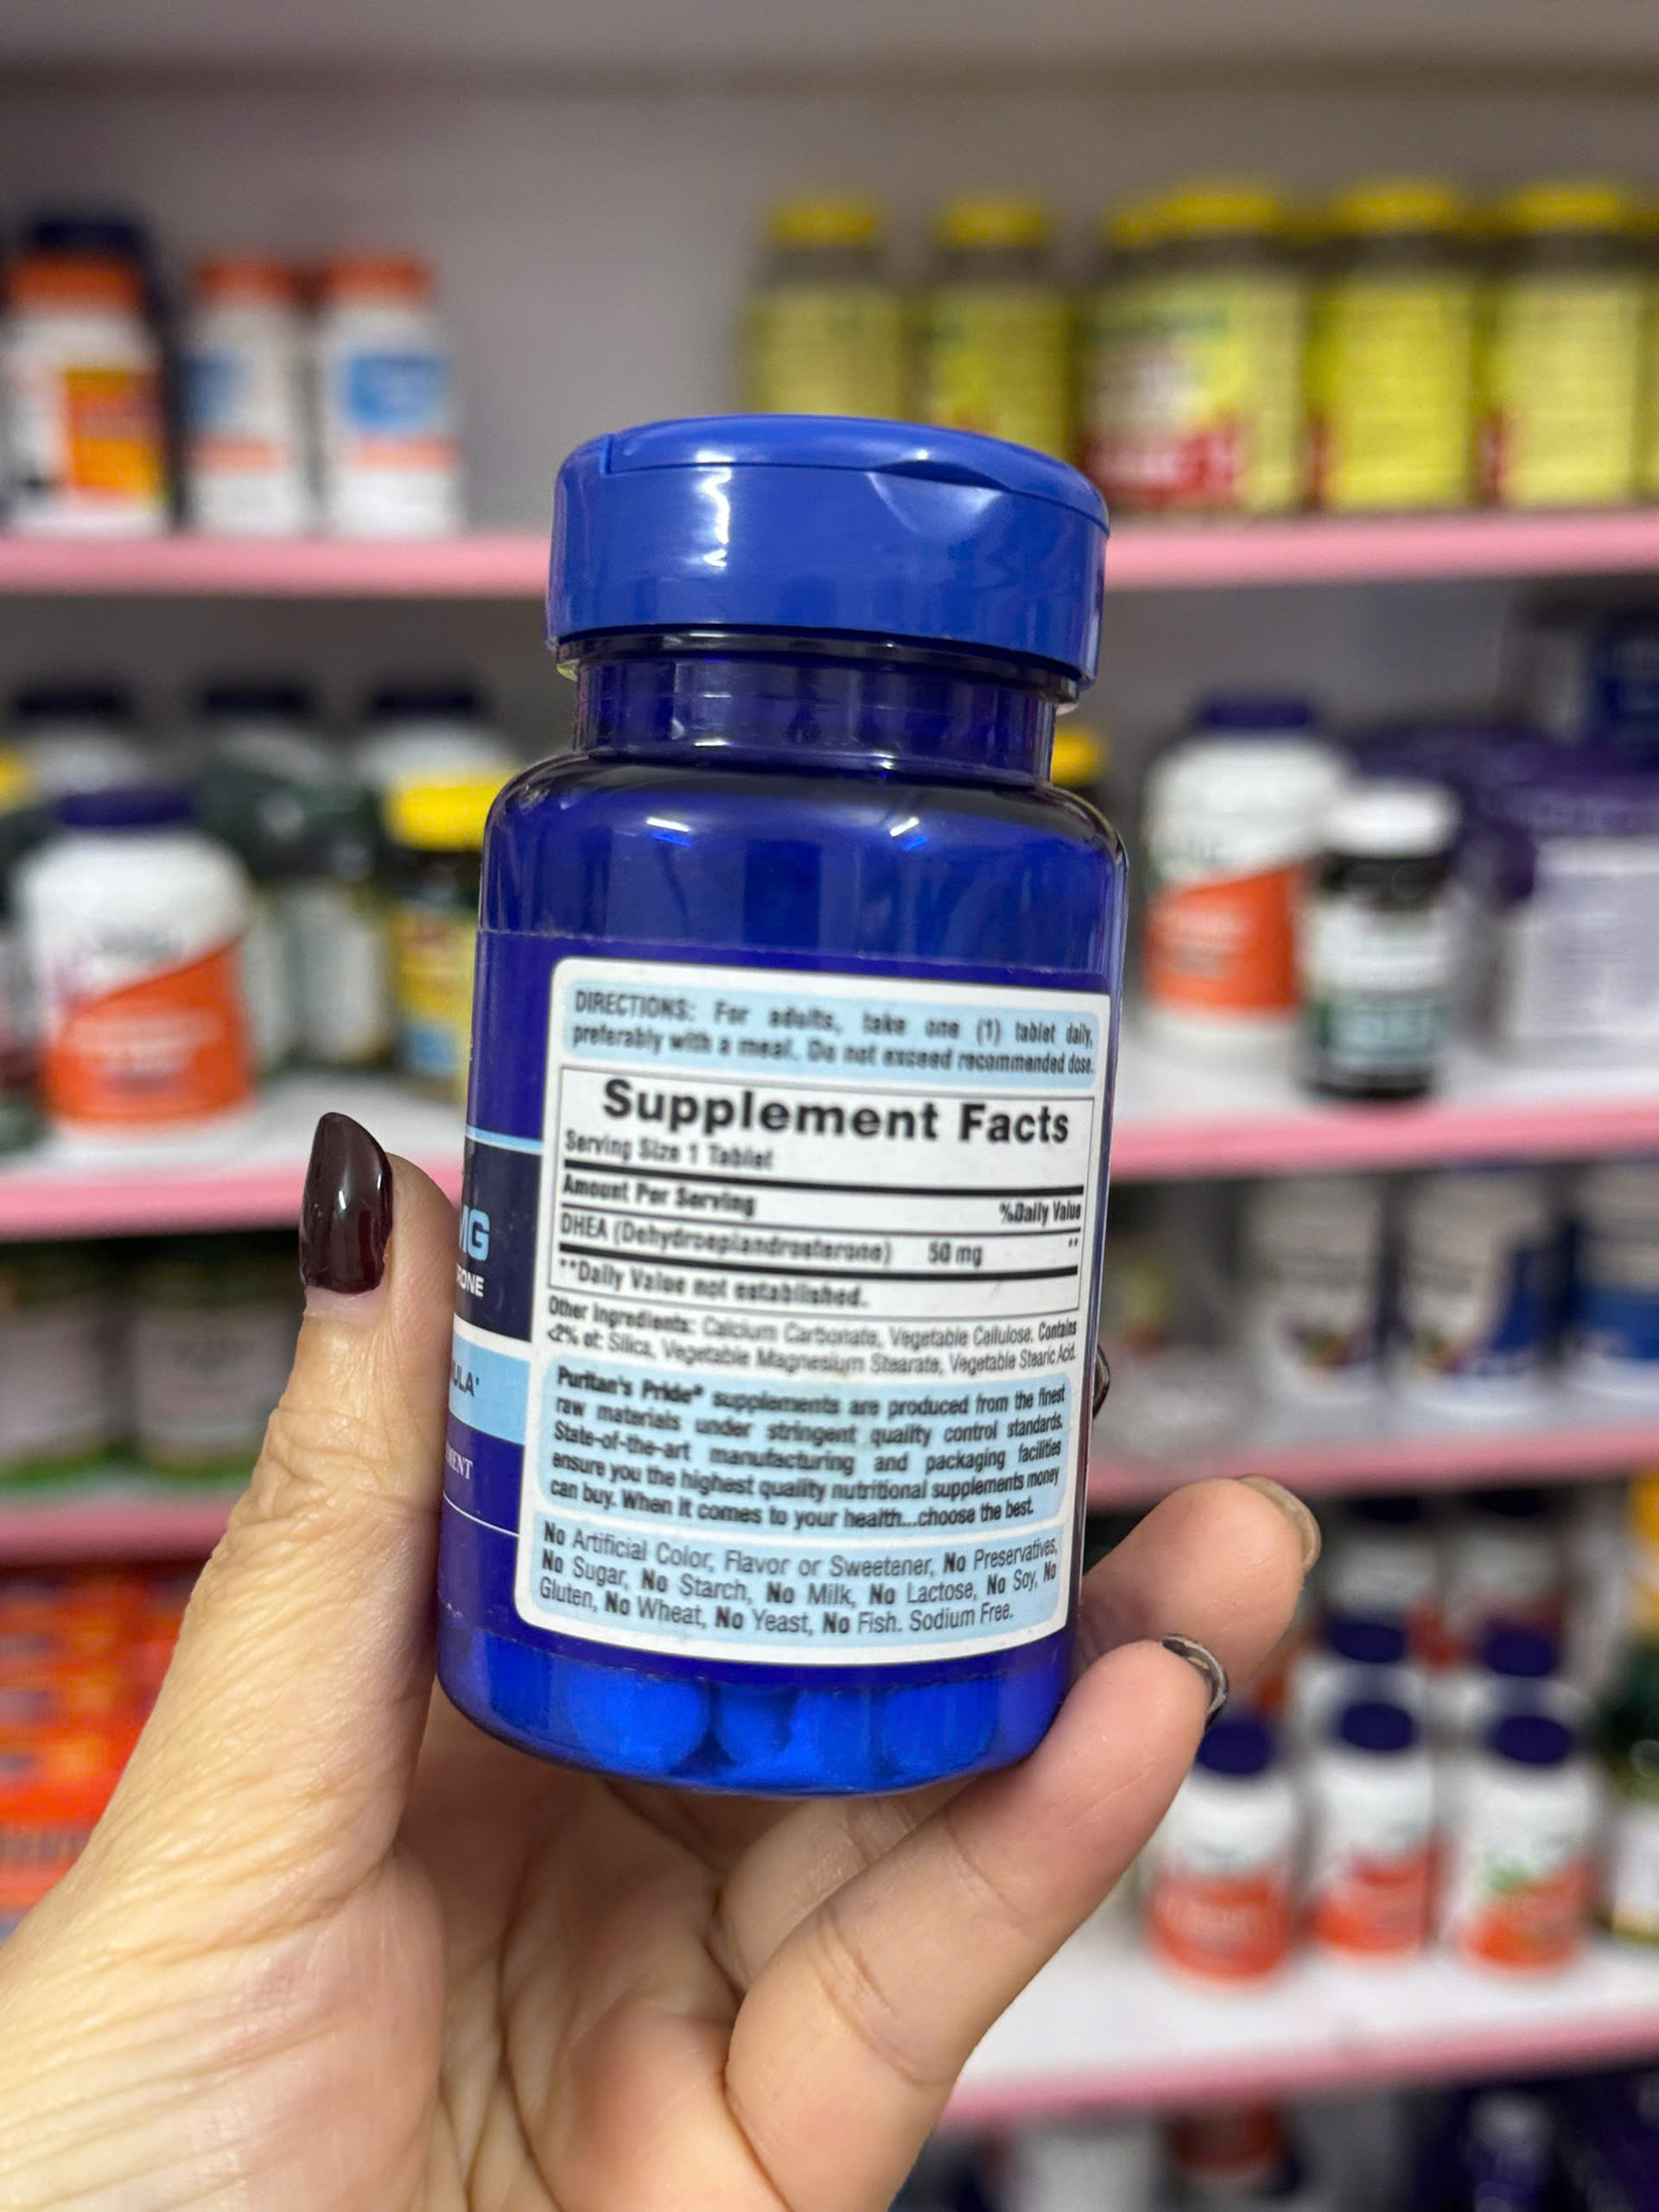 DIRECTIONS: For adults, take one (1) tablet daily,
preferably with a meal. Do not exceed recommended dose.
Supplement Facts
Serving Size 1 Tablet
Amount Per Serving %Daily Value
DHEA (Dehydroepiandrosterone) 50 mg **
**Daily Value not established.
Other Ingredients: Calcium Carbonate, Vegetable Cellulose. Contains
<2% of: Silica, Vegetable Magnesium Stearate, Vegetable Stearic Acid.
Puritan's Pride® supplements are produced from the finest
raw materials under stringent quality control standards.
State-of-the-art manufacturing and packaging facilities
ensure you the highest quality nutritional supplements money
can buy. When it comes to your health...choose the best.
No Artificial Color, Flavor or Sweetener, No Preservatives,
No Sugar, No Starch, No Milk, No Lactose, No Soy, No
Gluten, No Wheat, No Yeast, No Fish. Sodium Free.
MG
RONE
ULA*
MENT